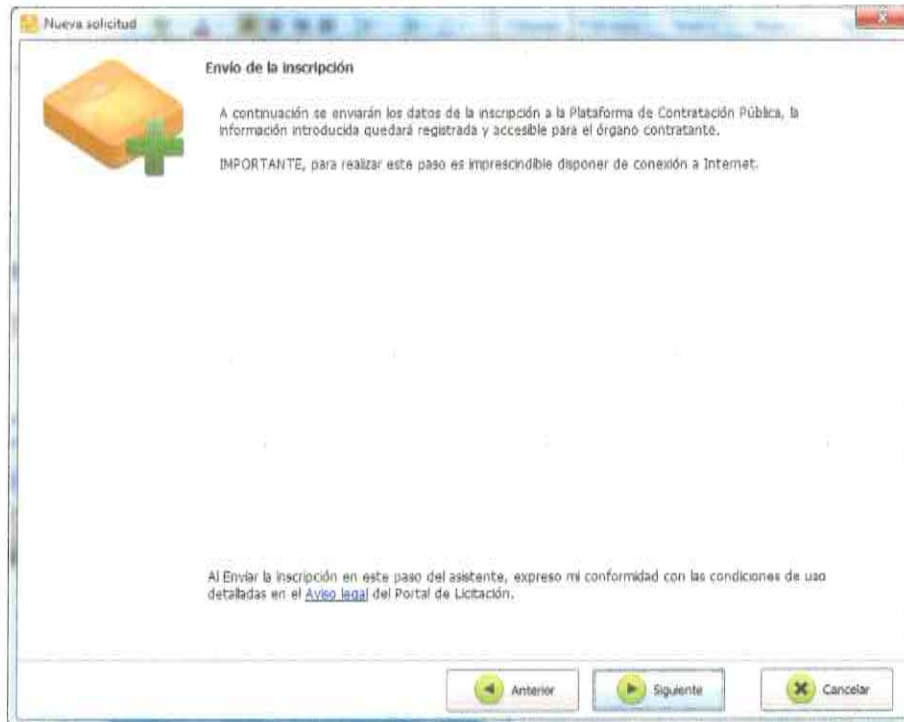 Nueva solicitud
Envío de la inscripción
A continuación se enviarán los datos de la inscripción a la Plataforma de Contratación Pública, la
información introducida quedará registrada y accesible para el órgano contratante.
IMPORTANTE, para realizar este paso es imprescindible disponer de conexión a Internet.
Al Enviar la inscripción en este paso del asistente, expreso mi conformidad con las condiciones de uso
detalladas en el Aviso legal del Portal de Licitación.
Anterior
Siguiente
Cancelar